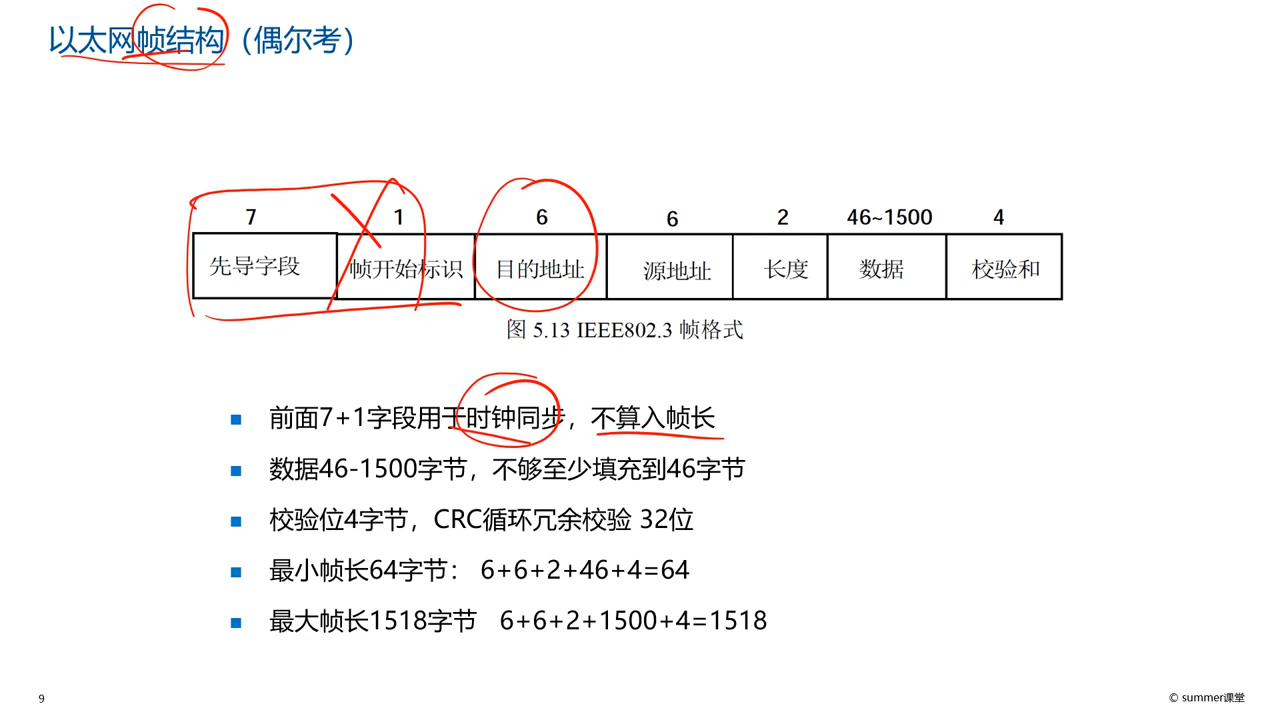 以太网帧结构（偶尔考）
7 1 6 6 2 46~1500 4
先导字段 帧开始标识 目的地址 源地址 长度 数据 校验和
图 5.13 IEEE802.3 帧格式
■ 前面7+1字段用于时钟同步，不算入帧长
■ 数据46-1500字节，不够至少填充到46字节
■ 校验位4字节，CRC循环冗余校验 32位
■ 最小帧长64字节： 6+6+2+46+4=64
■ 最大帧长1518字节 6+6+2+1500+4=1518
9
© summer课堂